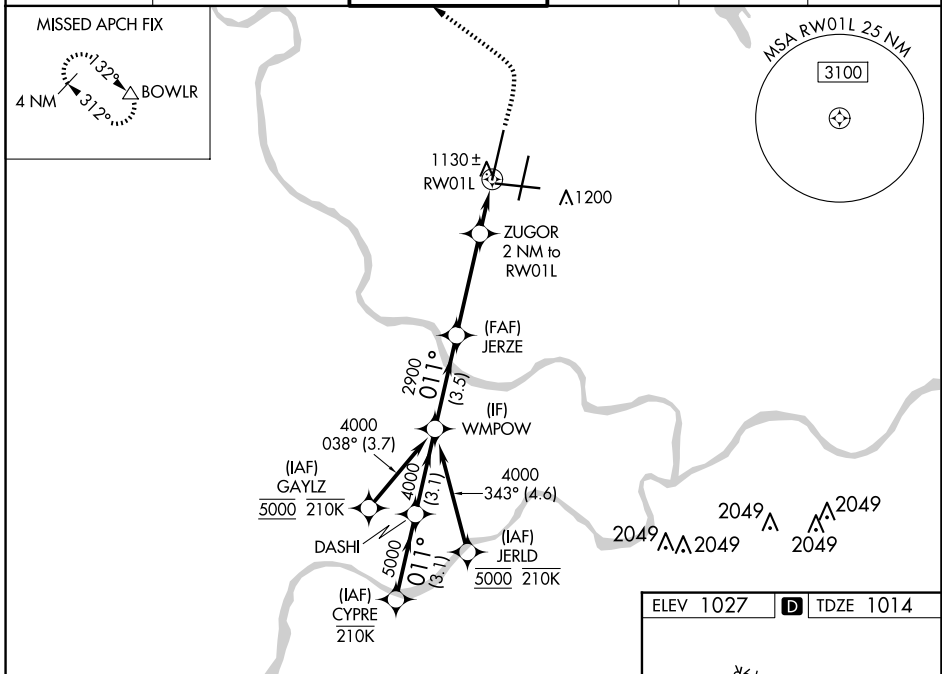 MISSED APCH FIX
132°
4 NM
312°
BOWLR
MSA RW01L 25 NM
3100
1130 ±
RW01L
1200
ZUGOR
2 NM to
RW01L
(FAF)
JERZE
2900
011°
(3.5)
(IF)
WMPOW
4000
038° (3.7)
(IAF)
GAYLZ
5000 210K
4000
(3.1)
4000
343° (4.6)
DASHI
5000
011°
(3.1)
(IAF)
JERLD
5000 210K
(IAF)
CYPRE
210K
2049
2049
2049
2049
2049
ELEV 1027 D TDZE 1014